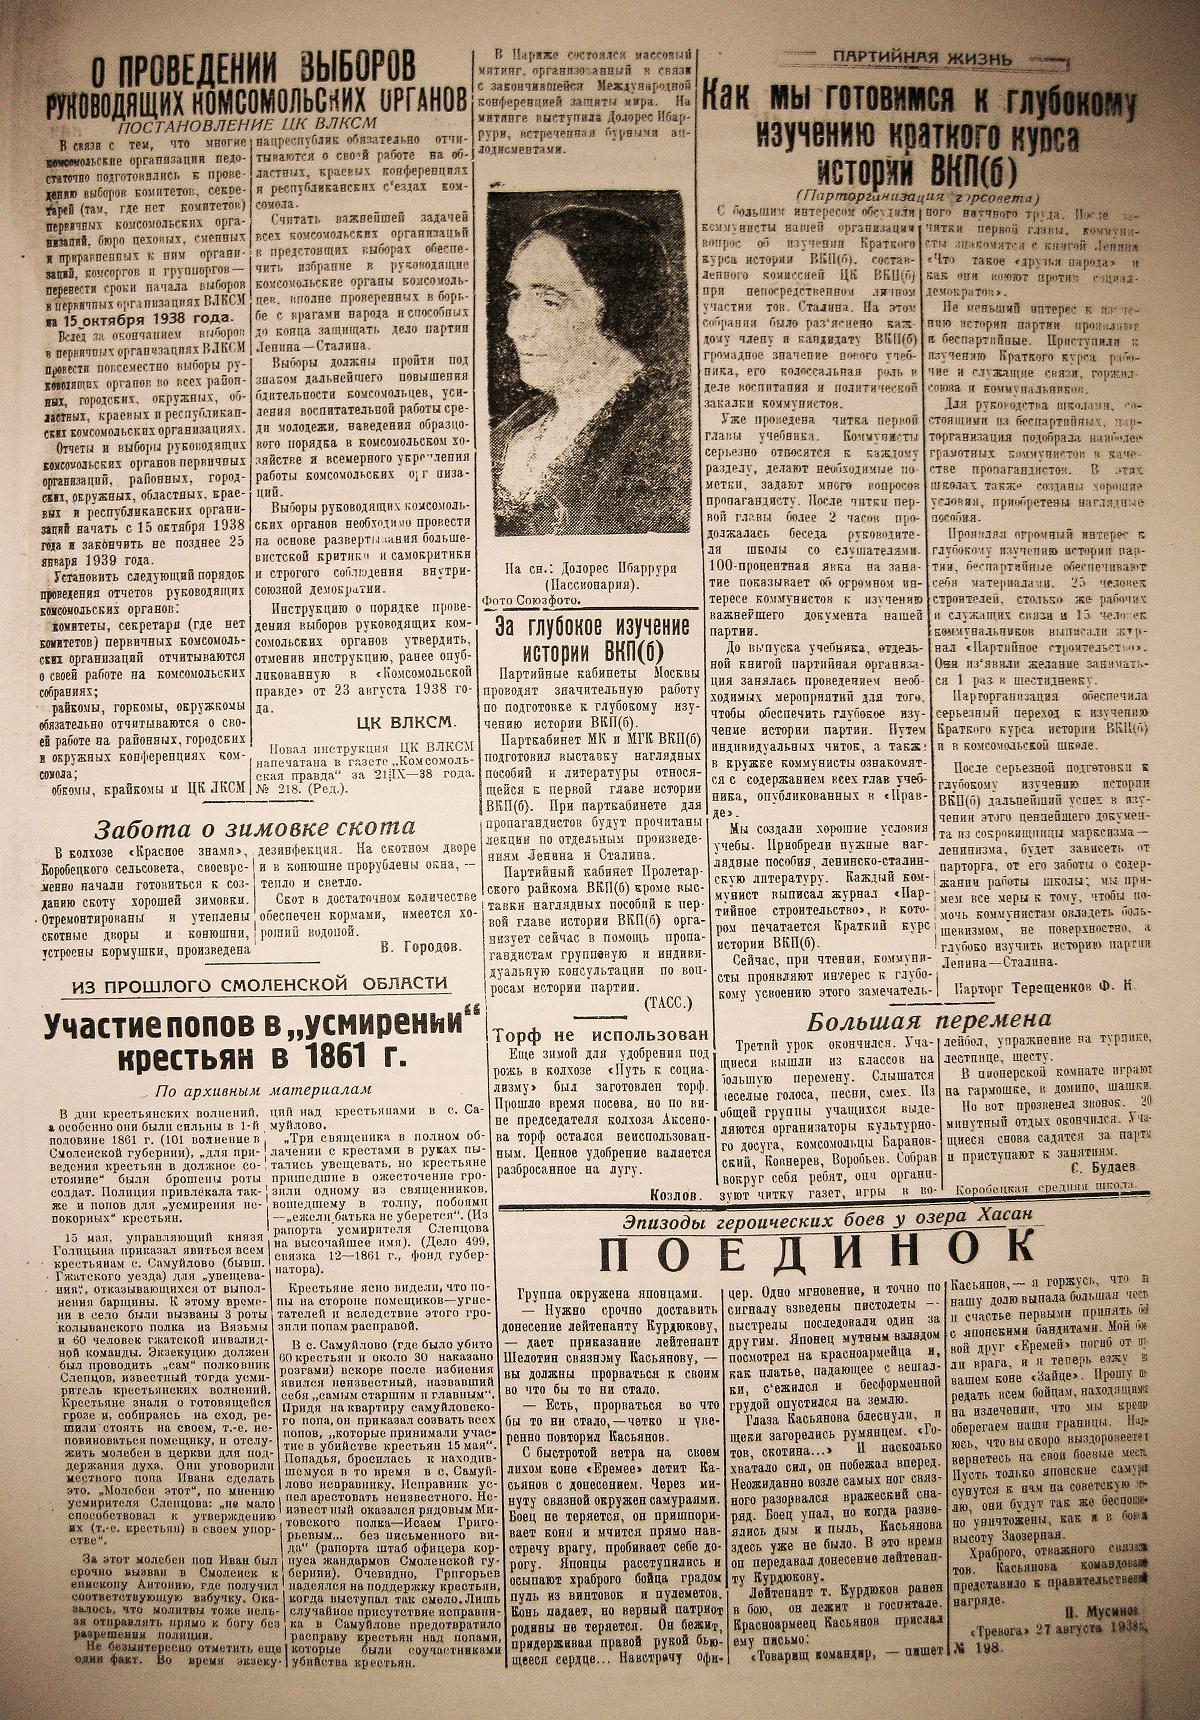 О ПРОВЕДЕНИИ ВЫБОРОВ
РУКОВОДЯЩИХ КОМСОМОЛЬСКИХ ОРГАНОВ
ПОСТАНОВЛЕНИЕ ЦК ВЛКСМ
В связи с тем, что многие
комсомольские организации недо-
статочно подготовились к прове-
дению выборов комитетов, секре-
тарей (там, где нет комитетов)
первичных комсомольских орга-
низаций, бюро цеховых, сменных
и приравненных к ним органи-
заций, комсоргов и группоргов—
перенести сроки начала выборов
в первичных организациях ВЛКСМ
на 15 октября 1938 года.
Вслед за окончанием выборов
в первичных организациях ВЛКСМ
провести повсеместно выборы ру-
ководящих органов во всех район-
ных, городских, окружных, об-
ластных, краевых и республикан-
ских комсомольских организациях.
Отчеты и выборы руководящих
комсомольских органов первичных
организаций, районных, город-
ских, окружных, областных, крае-
вых и республиканских органи-
заций начать с 15 октября 1938
года и закончить не позднее 25
января 1939 года.
Установить следующий порядок
проведения отчетов руководящих
комсомольских органов:
комитеты, секретаря (где нет
комитетов) первичных комсомоль-
ских организаций отчитываются
о своей работе на комсомольских
собраниях;
райкомы, горкомы, окружкомы
обязательно отчитываются о сво-
ей работе на районных, городских
и окружных конференциях ком-
сомола;
обкомы, крайкомы и ЦК ЛКСМ
нацреспублик обязательно отчи-
тываются о своей работе на об-
ластных, краевых конференциях
и республиканских с'ездах ком-
сомола.
Считать важнейшей задачей
всех комсомольских организаций
в предстоящих выборах обеспе-
чить избрание в руководящие
комсомольские органы комсомоль-
цев, вполне проверенных в борь-
бе с врагами народа и способных
до конца защищать дело партии
Ленина—Сталина.
Выборы должны пройти под
знаком дальнейшего повышения
бдительности комсомольцев, уси-
ления воспитательной работы сре-
ди молодежи, наведения образцо-
вого порядка в комсомольском хо-
зяйстве и всемерного укрепления
работы комсомольских организа-
ций.
Выборы руководящих комсомоль-
ских органов необходимо провести
на основе развертывания больше-
вистской критики и самокритики
и строгого соблюдения внутри-
союзной демократии.
Инструкцию о порядке прове-
дения выборов руководящих ком-
сомольских органов утвердить,
отменив инструкцию, ранее опуб-
ликованную в «Комсомольской
правде» от 23 августа 1938 го-
да.
ЦК ВЛКСМ.
Новая инструкция ЦК ВЛКСМ
напечатана в газете „Комсомоль-
ская правда“ за 21|IX—38 года.
№ 218. (Ред.).
Забота о зимовке скота
В колхозе «Красное знамя»,
Коробецкого сельсовета, своевре-
менно начали готовиться к соз-
данию скоту хорошей зимовки.
Отремонтированы и утеплены
скотные дворы и конюшни,
устроены кормушки, произведена
дезинфекция. На скотном дворе
и в конюшне прорублены окна, —
тепло и светло.
Скот в достаточном количестве
обеспечен кормами, имеется хо-
роший водопой.
В. Городов.
ИЗ ПРОШЛОГО СМОЛЕНСКОЙ ОБЛАСТИ
Участие попов в „усмирении“
крестьян в 1861 г.
По архивным материалам
В дни крестьянских волнений,
а особенно они были сильны в 1-й
половине 1861 г. (101 волнение в
Смоленской губернии), „для при-
ведения крестьян в должное со-
стояние“ были брошены роты
солдат. Полиция привлекала так-
же и попов для „усмирения не-
покорных“ крестьян.
15 мая, управляющий князя
Голицына приказал явиться всем
крестьянам с. Самуйлово (бывш.
Гжатского уезда) для „увещева-
ния“, отказывающихся от выпол-
нения барщины. К этому време-
ни в село были вызваны 3 роты
колыванского полка из Вязьмы
и 60 человек гжатской инвалид-
ной команды. Экзекуцию должен
был проводить „сам“ полковник
Слепцов, известный тогда усми-
ритель крестьянских волнений.
Крестьяне знали о готовящейся
грозе и, собираясь на сход, ре-
шили стоять на своем, т.-е. не-
повиноваться помещику, и отслу-
жить молебен в церкви для под-
держания духа. Они уговорили
местного попа Ивана сделать
это. „Молебен этот“, по мнению
усмирителя Слепцова: „не мало
способствовал к утверждению
их (т.-е. крестьян) в своем упор-
стве“.
За этот молебен поп Иван был
срочно вызван в Смоленск к
епископу Антонию, где получил
соответствующую взбучку. Ока-
залось, что молитвы тоже нель-
зя отправлять прямо к богу без
разрешения полиции.
Не безынтересно отметить еще
один факт. Во время экзеку-
ций над крестьянами в с. Са-
муйлово.
„Три священика в полном об-
лачении с крестами в руках пы-
тались увещевать, но крестьяне
пришедшие в ожесточение гро-
зили одному из священников,
вошедшему в толпу, побоями
—„ежели батька не уберется“. (Из
рапорта усмирителя Слепцова
на высочайшее имя). (Дело 499,
связка 12—1861 г., фонд губер-
натора).
Крестьяне ясно видели, что по-
пы на стороне помещиков—угне-
тателей и вследствие этого гро-
зили попам расправой.
В с. Самуйлово (где было убито
60 крестьян и около 30 наказано
розгами) вскоре после избиения
явился неизвестный, назвавший
себя „самым старшим и главным“.
Придя на квартиру самуйловско-
го попа, он приказал созвать всех
попов, „которые принимали учас-
тие в убийстве крестьян 15 мая“.
Попадья, бросилась к находив-
шемуся в то время в с. Самуй-
лово исправнику. Исправник ус-
пел арестовать неизвестного. Не-
известный оказался рядовым Ми-
товского полка—Исаем Григо-
рьевым... без письменного ви-
да“ (рапорта штаб офицера кор-
пуса жандармов Смоленской гу-
бернии). Очевидно, Григорьев
надеялся на поддержку крестьян,
когда выступал так смело. Лишь
случайное присутствие исправни-
ка в Самуйлове предотвратило
расправу крестьян над попами,
которые были соучастниками
убийства крестьян.
В Париже состоялся массовый
митинг, организованный в связи
с закончившейся Международной
конференцией защиты мира. На
митинге выступила Долорес Ибар-
рури, встреченная бурными ап-
лодисментами.
На сн.: Долорес Ибаррури
(Пассионария).
Фото Союзфото.
За глубокое изучение
истории ВКП(б)
Партийные кабинеты Москвы
проводят значительную работу
по подготовке к глубокому изу-
чению истории ВКП(б).
Парткабинет МК и МГК ВКП(б)
подготовил выставку наглядных
пособий и литературы относя-
щейся к первой главе истории
ВКП(б). При парткабинете для
пропагандистов будут прочитаны
лекции по отдельным произведе-
ниям Ленина и Сталина.
Партийный кабинет Пролетар-
ского райкома ВКП(б) кроме выс-
тавки наглядных пособий к пер-
вой главе истории ВКП(б) орга-
низует сейчас в помощь пропа-
гандистам групповую и индиви-
дуальную консультации по воп-
росам истории партии.
(ТАСС.)
Торф не использован
Еще зимой для удобрения под
рожь в колхозе «Путь к социа-
лизму» был заготовлен торф.
Прошло время посева, но по ви-
не председателя колхоза Аксено-
ва торф остался неиспользован-
ным. Ценное удобрение валяется
разбросанное на лугу.
Козлов.
ПАРТИЙНАЯ ЖИЗНЬ
Как мы готовимся к глубокому
изучению краткого курса
истории ВКП(б)
(Парторганизация горсовета)
С большим интересом обсудили
коммунисты нашей организации
вопрос об изучении Краткого
курса истории ВКП(б), состав-
ленного комиссией ЦК ВКП(б)
при непосредственном личном
участии тов. Сталина. На этом
собрании было раз'яснено каж-
дому члену и кандидату ВКП(б)
громадное значение нового учеб-
ника, его колоссальная роль в
деле воспитания и политической
закалки коммунистов.
Уже проведена читка первой
главы учебника. Коммунисты
серьезно относятся к каждому
разделу, делают необходимые по-
метки, задают много вопросов
пропагандисту. После читки пер-
вой главы более 2 часов про-
должалась беседа руководите-
ля школы со слушателями.
100-процентная явка на заня-
тие показывает об огромном ин-
тересе коммунистов к изучению
важнейшего документа нашей
партии.
До выпуска учебника, отдель-
ной книгой партийная организа-
ция занялась проведением необ-
ходимых мероприятий для того,
чтобы обеспечить глубокое изу-
чение истории партии. Путем
индивидуальных читок, а также
в кружке коммунисты ознакомят-
ся с содержанием всех глав учеб-
ника, опубликованных в «Прав-
де».
Мы создали хорошие условия
учебы. Приобрели нужные наг-
лядные пособия, ленинско-сталин-
скую литературу. Каждый ком-
мунист выписал журнал «Пар-
тийное строительство», в кото-
ром печатается Краткий курс
истории ВКП(б).
Сейчас, при чтении, коммуни-
сты проявляют интерес к глубо-
кому усвоению этого замечатель-
ного научного труда. После
читки первой главы, коммуни-
сты знакомятся с книгой Ленина
«Что такое «друзья народа» и
как они воюют против социал-
демократов».
Не меньший интерес к изуче-
нию истории партии проявляют
и беспартийные. Приступили к
изучению Краткого курса рабо-
чие и служащие связи, горжил-
союза и коммунальников.
Для руководства школами, со-
стоящими из беспартийных, пар-
торганизация подобрала наиболее
грамотных коммунистов в каче-
стве пропагандистов. В этих
школах также созданы хорошие
условия, приобретены наглядные
пособия.
Проявляя огромный интерес к
глубокому изучению истории пар-
тии, беспартийные обеспечивают
себя материалами. 25 человек
строителей, столько же рабочих
и служащих связи и 15 человек
коммунальников выписали жур-
нал «Партийное строительство».
Они из'явили желание занимать-
ся 1 раз в шестидневку.
Парторганизация обеспечила
серьезный переход к изучению
Краткого курса истории ВКП(б)
и в комсомольской школе.
После серьезной подготовки к
глубокому изучению истории
ВКП(б) дальнейший успех в изу-
чении этого ценнейшего докумен-
та из сокровищницы марксизма—
ленинизма, будет зависеть от
парторга, от его заботы о содер-
жании работы школы; мы при-
мем все меры к тому, чтобы по-
мочь коммунистам овладеть боль-
шевизмом, не поверхностно, а
глубоко изучить историю партии
Ленина—Сталина.
Парторг Терещенков Ф. Н.
Большая перемена
Третий урок окончился. Уча-
щиеся вышли из классов на
большую перемену. Слышатся
веселые голоса, песни, смех. Из
общей группы учащихся выде-
ляются организаторы культурно-
го досуга, комсомольцы Баранов-
ский, Ковнерев, Воробьев. Собрав
вокруг себя ребят, они органи-
зуют читку газет, игры в во-
лейбол, упражнение на турнике,
лестнице, шесту.
В пионерской комнате играют
на гармошке, в домино, шашки.
Но вот прозвенел звонок. 20
минутный отдых окончился. Уча-
щиеся снова садятся за парты
и приступают к занятиям.
С. Будаев
Коробецкая средняя школа.
Эпизоды героических боев у озера Хасан
ПОЕДИНОК
Группа окружена японцами.
— Нужно срочно доставить
донесение лейтенанту Курдюкову,
— дает приказание лейтенант
Шелотин связному Касьянову, —
вы должны прорваться к своим
во что бы то ни стало.
— Есть, прорваться во что
бы то ни стало,—четко и уве-
ренно повторил Касьянов.
С быстротой ветра на своем
лихом коне «Еремее» летит Ка-
сьянов с донесением. Через ми-
нуту связной окружен самураями.
Боец не теряется, он пришпори-
вает коня и мчится прямо нав-
стречу врагу, пробивает себе до-
рогу. Японцы расступились и
осыпают храброго бойца градом
пуль из винтовок и пулеметов.
Конь падает, но верный патриот
родины не теряется. Он бежит,
придерживая правой рукой бью-
щееся сердце... Навстречу офи-
цер. Одно мгновение, и точно по
сигналу взведены пистолеты —
выстрелы последовали один за
другим. Японец мутным взглядом
посмотрел на красноармейца и,
как платье, падающее с вешал-
ки, с'ежился и бесформенной
грудой опустился на землю.
Глаза Касьянова блеснули, и
щеки загорелись румянцем. «Го-
тов, скотина...» И насколько
хватало сил, он побежал вперед.
Неожиданно возле самых ног связ-
ного разорвался вражеский сна-
ряд. Боец упал, но когда разве-
ялись дым и пыль, Касьянова
здесь уже не было. В это время
он передавал донесение лейтенан-
ту Курдюкову.
Лейтенант т. Курдюков ранен
в бою, он лежит в госпитале.
Красноармеец Касьянов прислал
ему письмо:
«Товарищ командир, — пишет
Касьянов,— я горжусь, что на
нашу долю выпала большая честь
и счастье первыми принять бой
с японскими бандитами. Мой бое-
вой друг «Еремей» погиб от пу-
ли врага, и я теперь езжу на
вашем коне «Зайце». Прошу пе-
редать всем бойцам, находящимся
на излечении, что мы крепко
оберегаем наши границы. Наде-
юсь, что вы скоро выздоровеете и
вернетесь на свои боевые места.
Пусть только японские самураи
сунутся к нам на советскую зем-
лю, они будут так же беспощад-
но уничтожены, как и в боях за
высоту Заозерная.
Храброго, отважного связиста
тов. Касьянова командование
представило к правительственной
награде.
П. Мусинов.
«Тревога» 27 августа 1938г.,
№ 198.